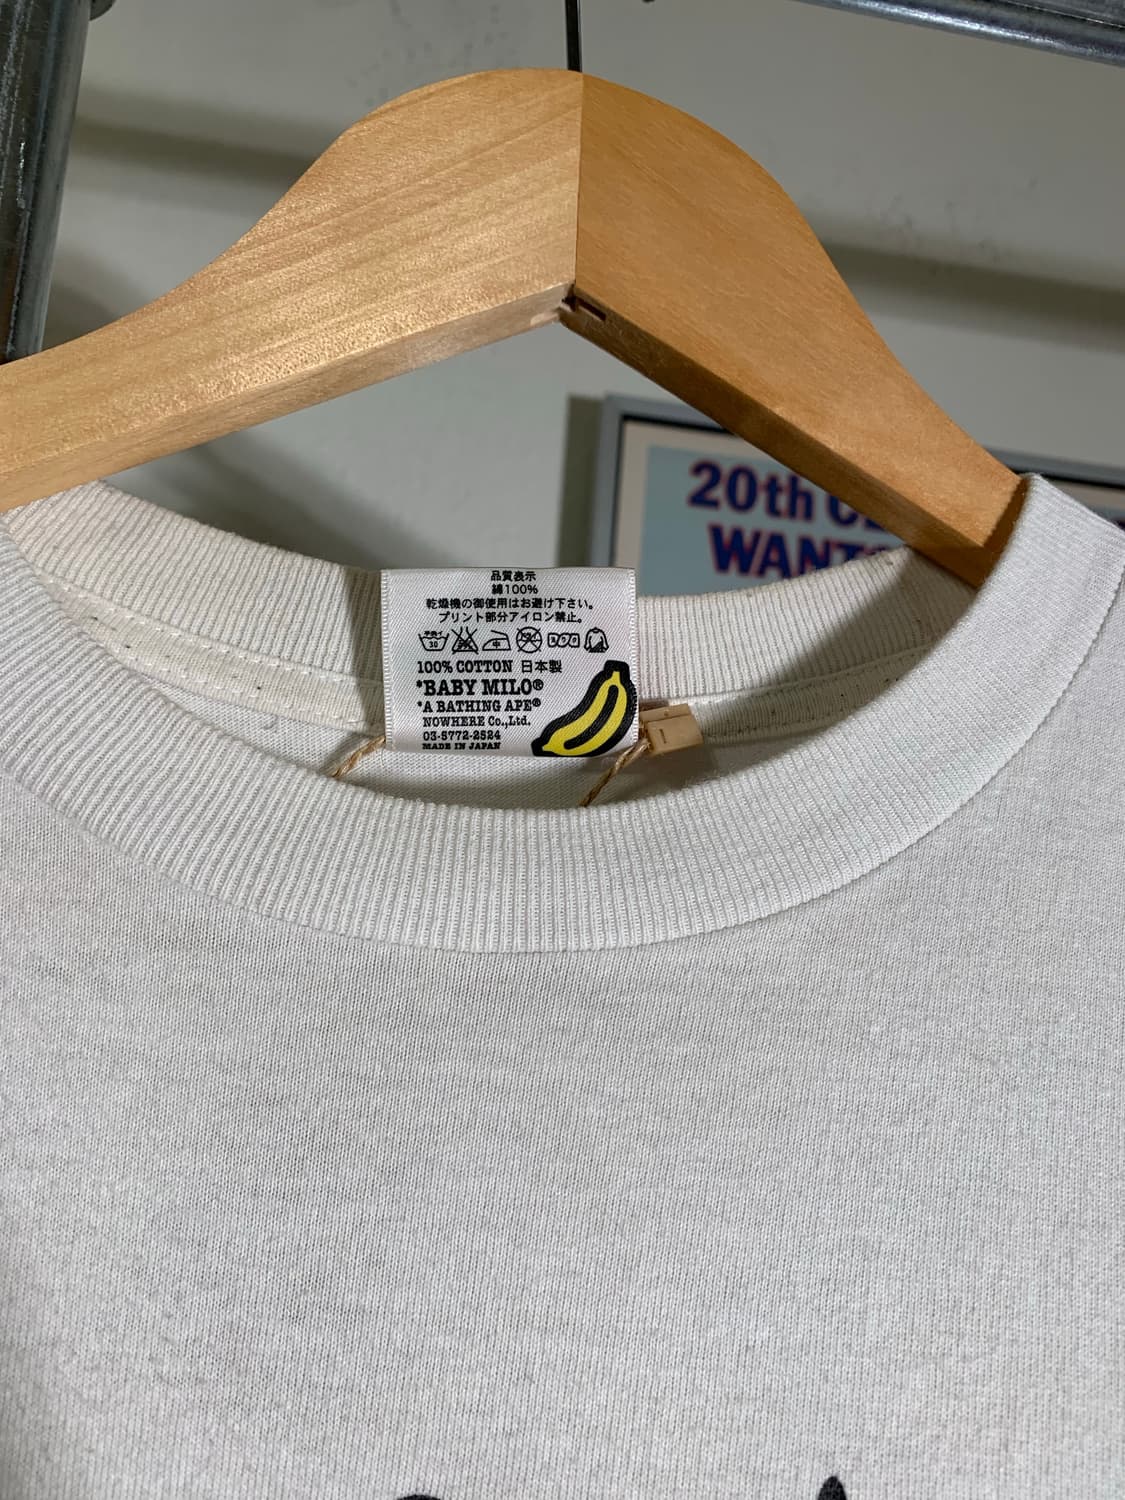 20th
品質表示
綿100%
乾燥機の御使用はお避け下さい。
プリント部分アイロン禁止。
100% COTTON 日本製
*BABY MILO®
*A BATHING APE®
NOWHERE Co.,Ltd.
03-5772-2524
MADE IN JAPAN